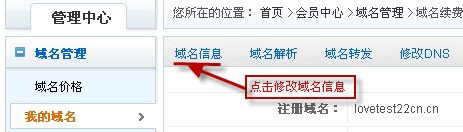 管理中心
您所在的位置：首页>会员中心>域名管理>域名续费
域名管理
域名信息 域名解析 域名转发 修改DNS
域名价格
点击修改域名信息
注册域名： lovetest22cn.cn
我的域名